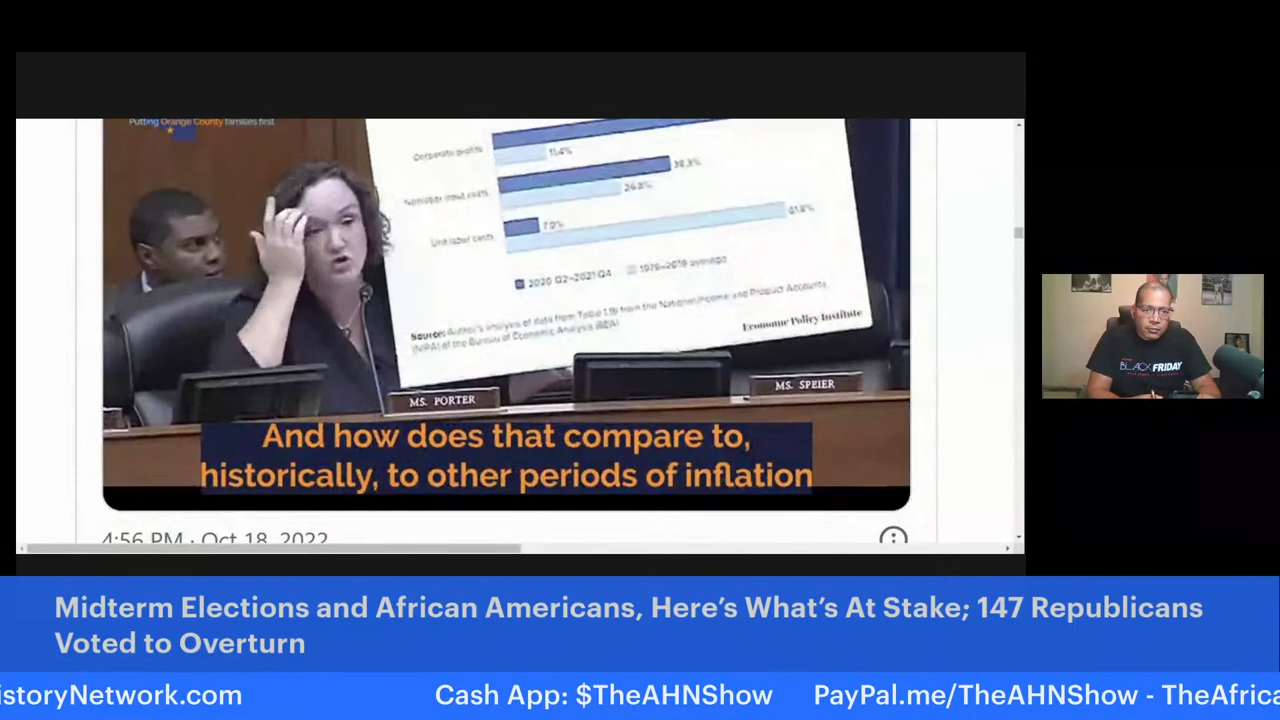 Putting Orange County families first
Corporate profits
11.4%
Nonlabor input costs
38.3%
26.8%
Unit labor costs
7.9%
61.8%
2020 Q2–2021 Q4
1979–2019 average
Source: Author's analysis of data from Table 1.15 from the National Income and Product Accounts
(NIPA) of the Bureau of Economic Analysis (BEA).
Economic Policy Institute
MS. PORTER
MS. SPEIER
And how does that compare to,
historically, to other periods of inflation
4:56 PM · Oct 18, 2022
BLACK FRIDAY
Midterm Elections and African Americans, Here's What's At Stake; 147 Republicans
Voted to Overturn
istoryNetwork.com Cash App: $TheAHNShow PayPal.me/TheAHNShow - TheAfrica